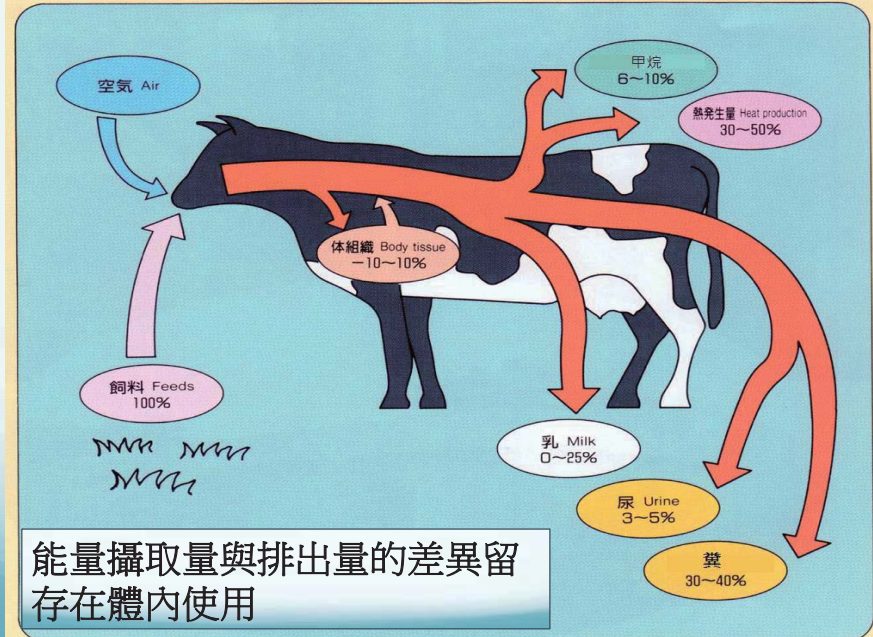 甲烷
6～10%
空気 Air
熱発生量 Heat production
30～50%
体組織 Body tissue
－10～10%
飼料 Feeds
100%
乳 Milk
0～25%
尿 Urine
3～5%
糞
30～40%
能量攝取量與排出量的差異留
存在體內使用